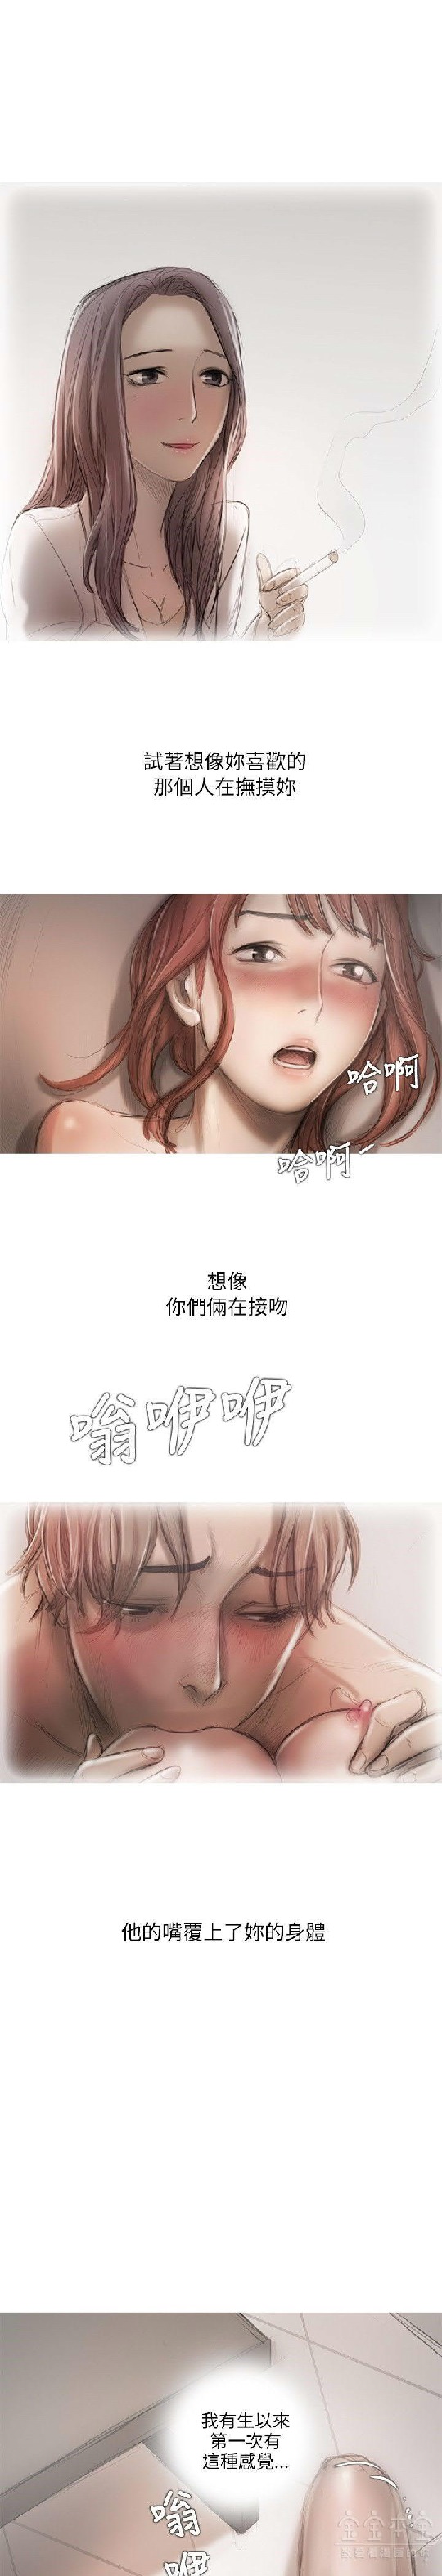 試著想像妳喜歡的
那個人在撫摸妳
哈啊
哈啊
想像
你們倆在接吻
嗡咿咿
他的嘴覆上了妳的身體
我有生以來
第一次有
這種感覺...
嗡
咿